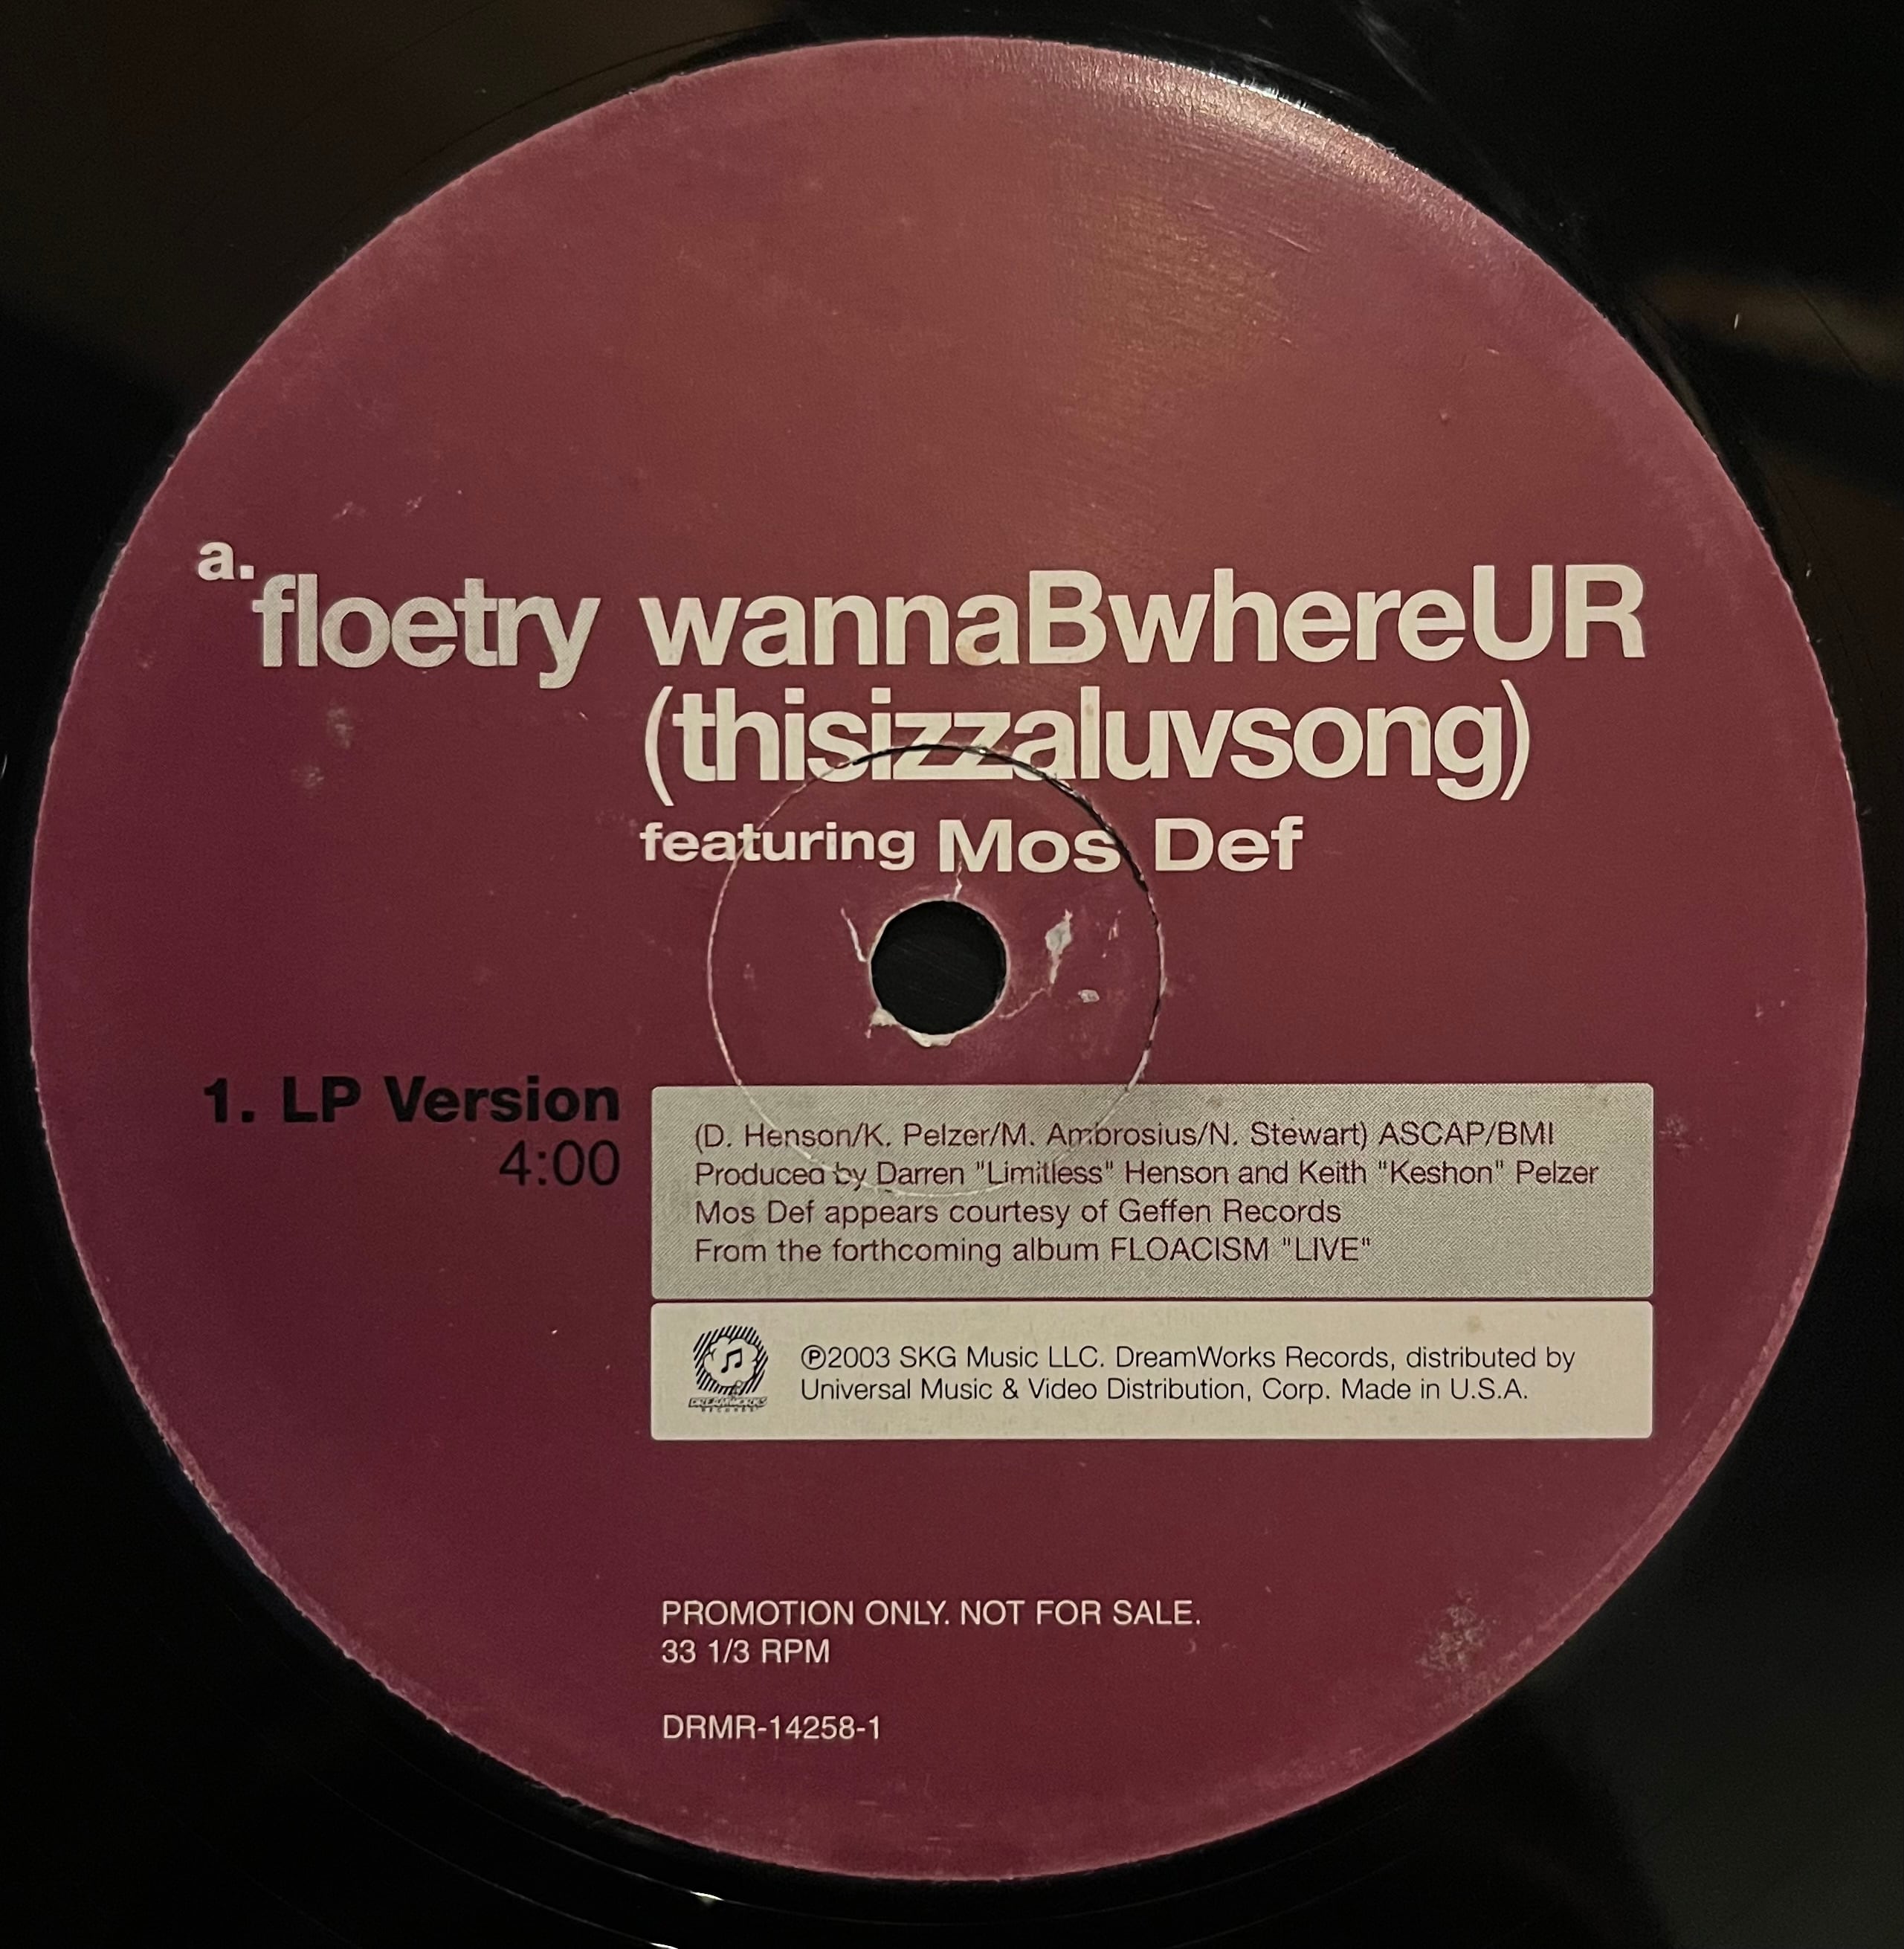 a.
floetry wannaBwhereUR
(thisizzaluvsong)
featuring Mos Def
1. LP Version
4:00
(D. Henson/K. Pelzer/M. Ambrosius/N. Stewart) ASCAP/BMI
Produced by Darren "Limitless" Henson and Keith "Keshon" Pelzer
Mos Def appears courtesy of Geffen Records
From the forthcoming album FLOACISM "LIVE"
DREAMWORKS
RECORDS
℗2003 SKG Music LLC. DreamWorks Records, distributed by
Universal Music & Video Distribution, Corp. Made in U.S.A.
PROMOTION ONLY. NOT FOR SALE.
33 1/3 RPM
DRMR-14258-1